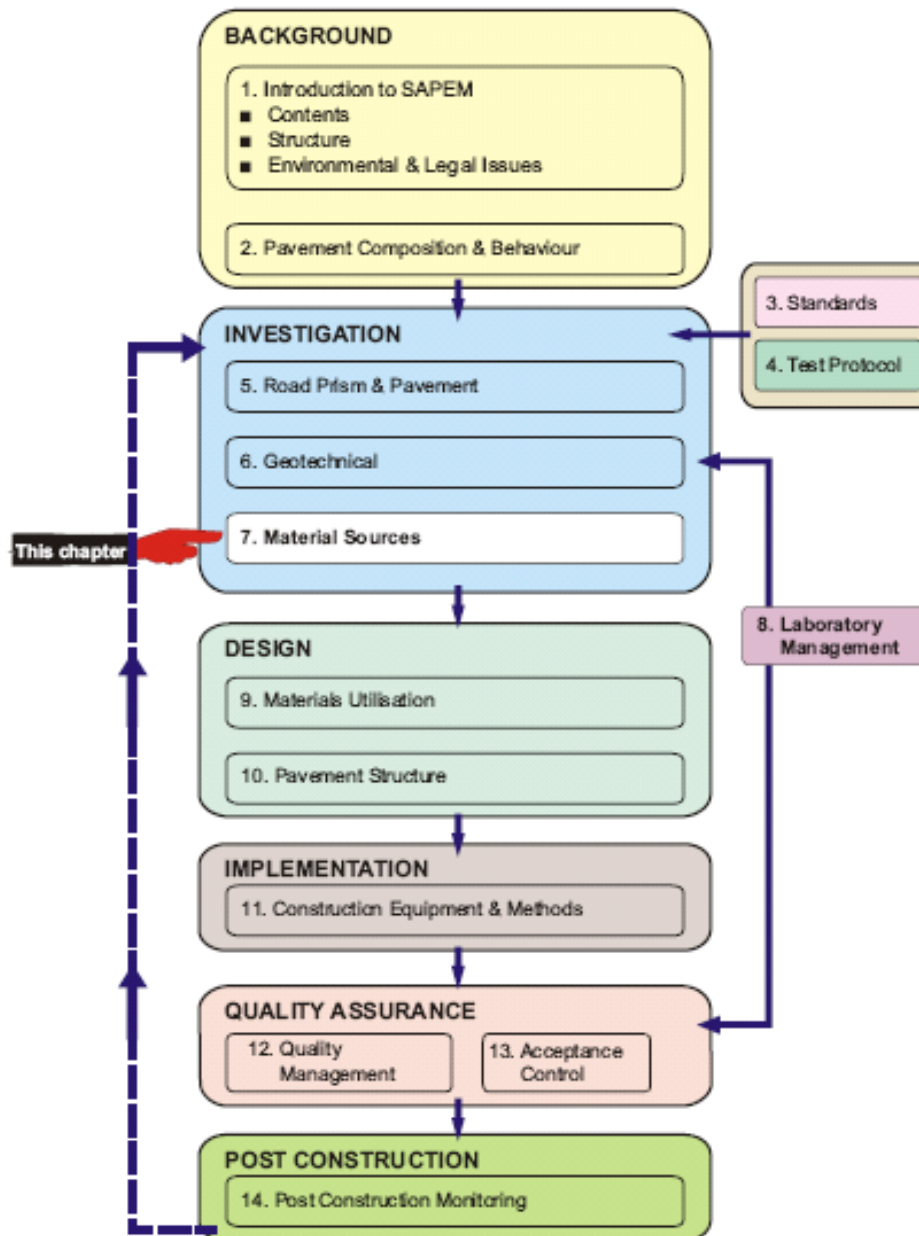 BACKGROUND
1. Introduction to SAPEM
■ Contents
■ Structure
■ Environmental & Legal Issues
2. Pavement Composition & Behaviour
3. Standards
4. Test Protocol
INVESTIGATION
5. Road Prism & Pavement
6. Geotechnical
7. Material Sources
This chapter
8. Laboratory
Management
DESIGN
9. Materials Utilisation
10. Pavement Structure
IMPLEMENTATION
11. Construction Equipment & Methods
QUALITY ASSURANCE
12. Quality
Management
13. Acceptance
Control
POST CONSTRUCTION
14. Post Construction Monitoring